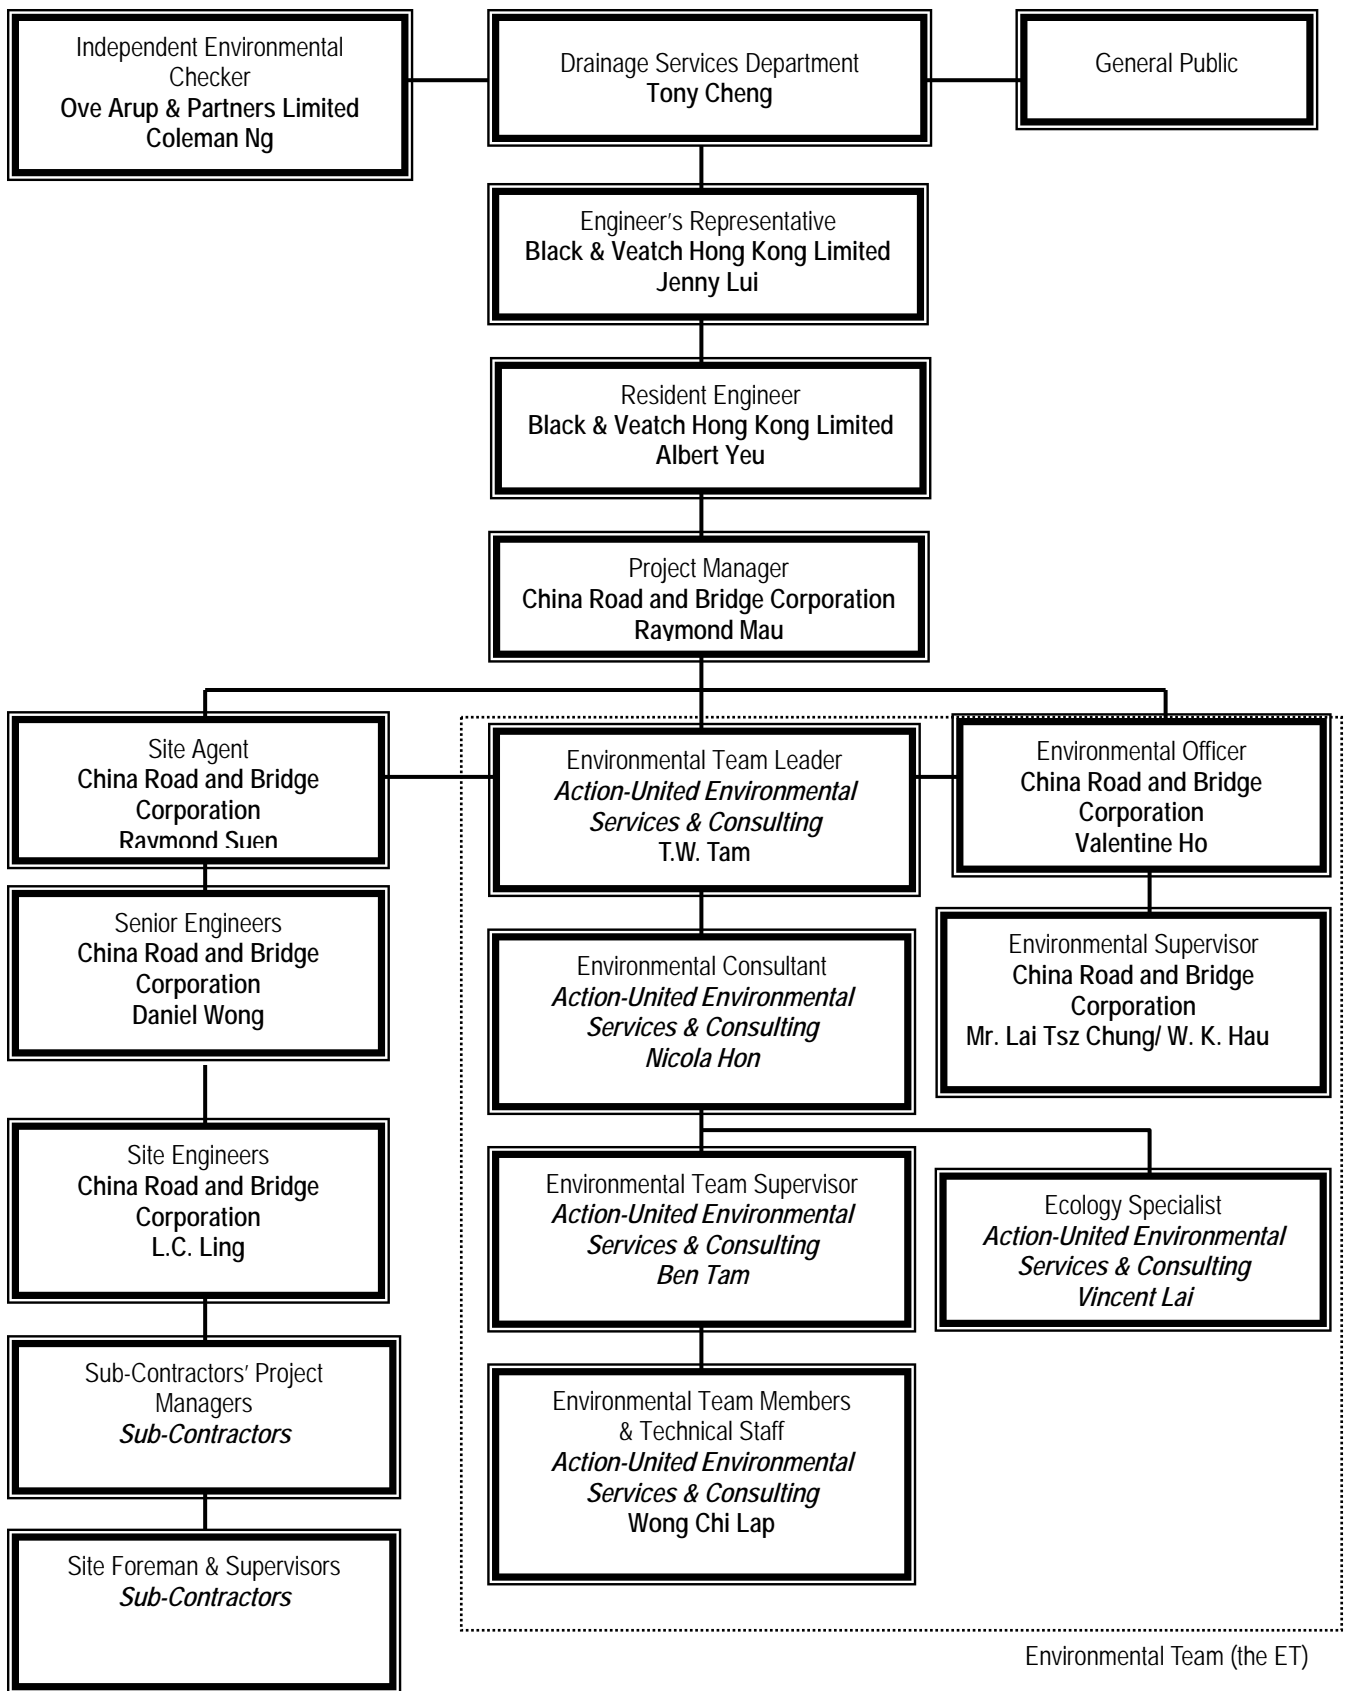 Independent Environmental
Checker
Ove Arup & Partners Limited
Coleman Ng
Drainage Services Department
Tony Cheng
General Public
Engineer's Representative
Black & Veatch Hong Kong Limited
Jenny Lui
Resident Engineer
Black & Veatch Hong Kong Limited
Albert Yeu
Project Manager
China Road and Bridge Corporation
Raymond Mau
Site Agent
China Road and Bridge
Corporation
Raymond Suen
Environmental Team Leader
Action-United Environmental
Services & Consulting
T.W. Tam
Environmental Officer
China Road and Bridge
Corporation
Valentine Ho
Senior Engineers
China Road and Bridge
Corporation
Daniel Wong
Environmental Consultant
Action-United Environmental
Services & Consulting
Nicola Hon
Environmental Supervisor
China Road and Bridge
Corporation
Mr. Lai Tsz Chung/ W. K. Hau
Site Engineers
China Road and Bridge
Corporation
L.C. Ling
Environmental Team Supervisor
Action-United Environmental
Services & Consulting
Ben Tam
Ecology Specialist
Action-United Environmental
Services & Consulting
Vincent Lai
Sub-Contractors' Project
Managers
Sub-Contractors
Environmental Team Members
& Technical Staff
Action-United Environmental
Services & Consulting
Wong Chi Lap
Site Foreman & Supervisors
Sub-Contractors
Environmental Team (the ET)